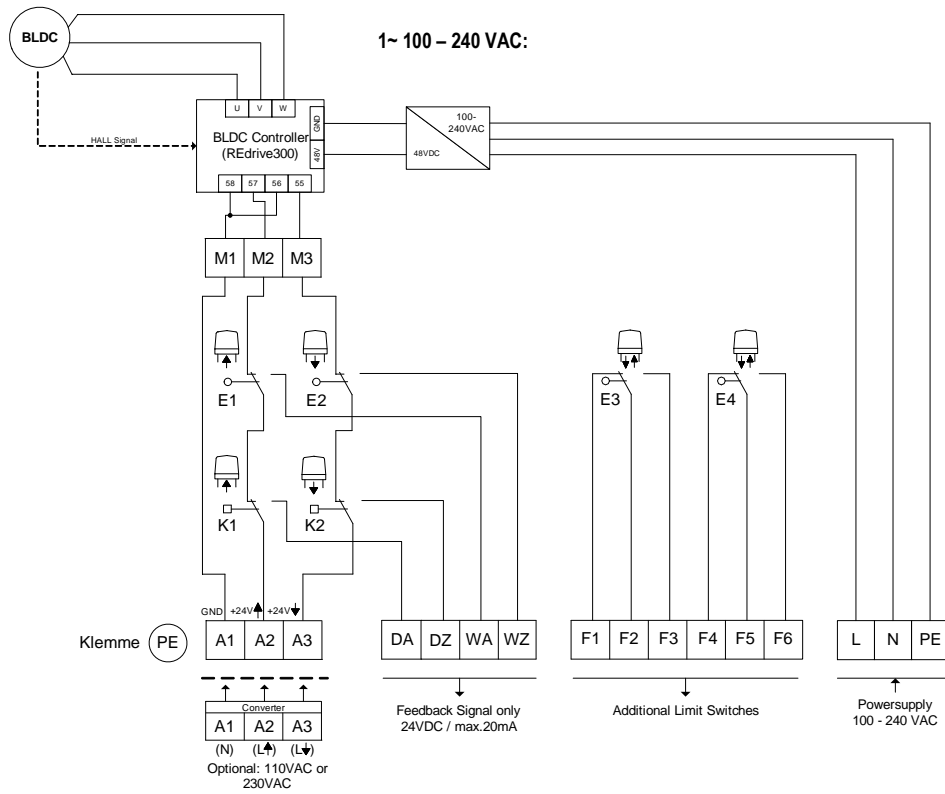 BLDC
1~ 100 – 240 VAC:
U V W
HALL Signal
BLDC Controller
(REdrive300)
GND
48V
100-
240VAC
48VDC
58 57 56 55
M1 M2 M3
E1 E2 E3 E4
K1 K2
GND +24V +24V
Klemme PE A1 A2 A3 DA DZ WA WZ F1 F2 F3 F4 F5 F6 L N PE
Converter
A1 A2 A3
(N) (L) (L)
Optional: 110VAC or
230VAC
Feedback Signal only
24VDC / max.20mA
Additional Limit Switches
Powersupply
100 - 240 VAC